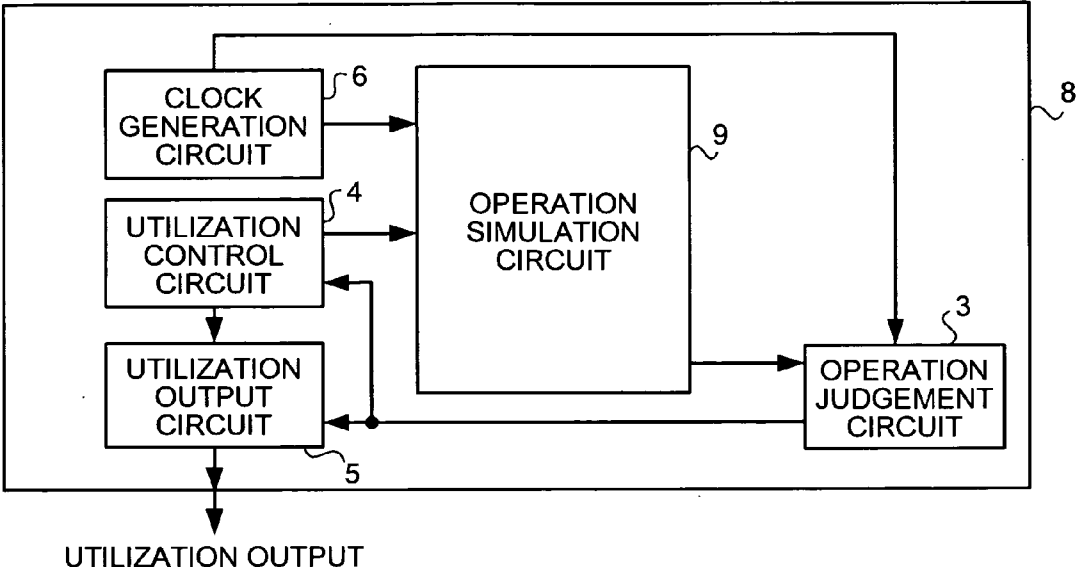 6
CLOCK
GENERATION
CIRCUIT
8
9
4
UTILIZATION
CONTROL
CIRCUIT
OPERATION
SIMULATION
CIRCUIT
3
UTILIZATION
OUTPUT
CIRCUIT
OPERATION
JUDGEMENT
CIRCUIT
5
UTILIZATION OUTPUT